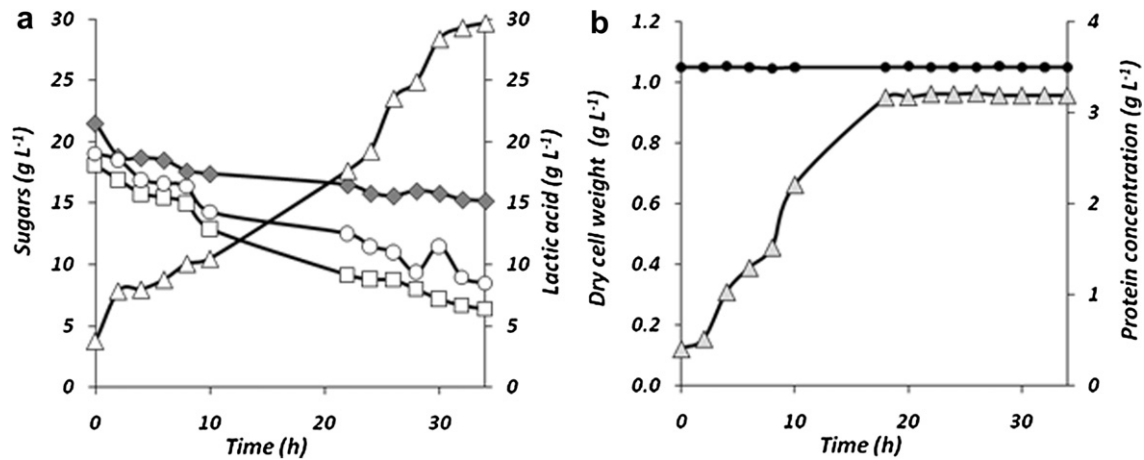 a
30
25
20
15
10
5
0
Sugars (g L-1)
0 10 20 30
Time (h)
30
25
20
15
10
5
0
Lactic acid (g L-1)
b
1.2
1.0
0.8
0.6
0.4
0.2
0.0
Dry cell weight (g L-1)
0 10 20 30
Time (h)
4
3
2
1
0
Protein concentration (g L-1)